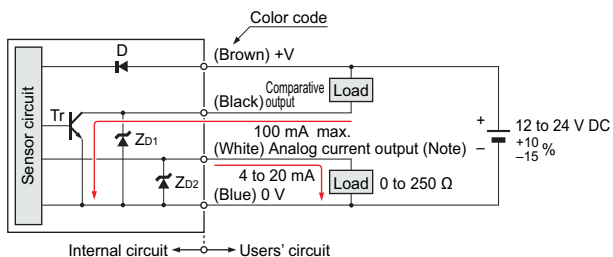 Color code
D
(Brown) +V
Sensor circuit
Tr
(Black)
Comparative
output
Load
ZD1
100 mA max.
+
−
12 to 24 V DC
+10
−15 %
(White) Analog current output (Note)
ZD2
4 to 20 mA
Load
0 to 250 Ω
(Blue) 0 V
Internal circuit
Users' circuit